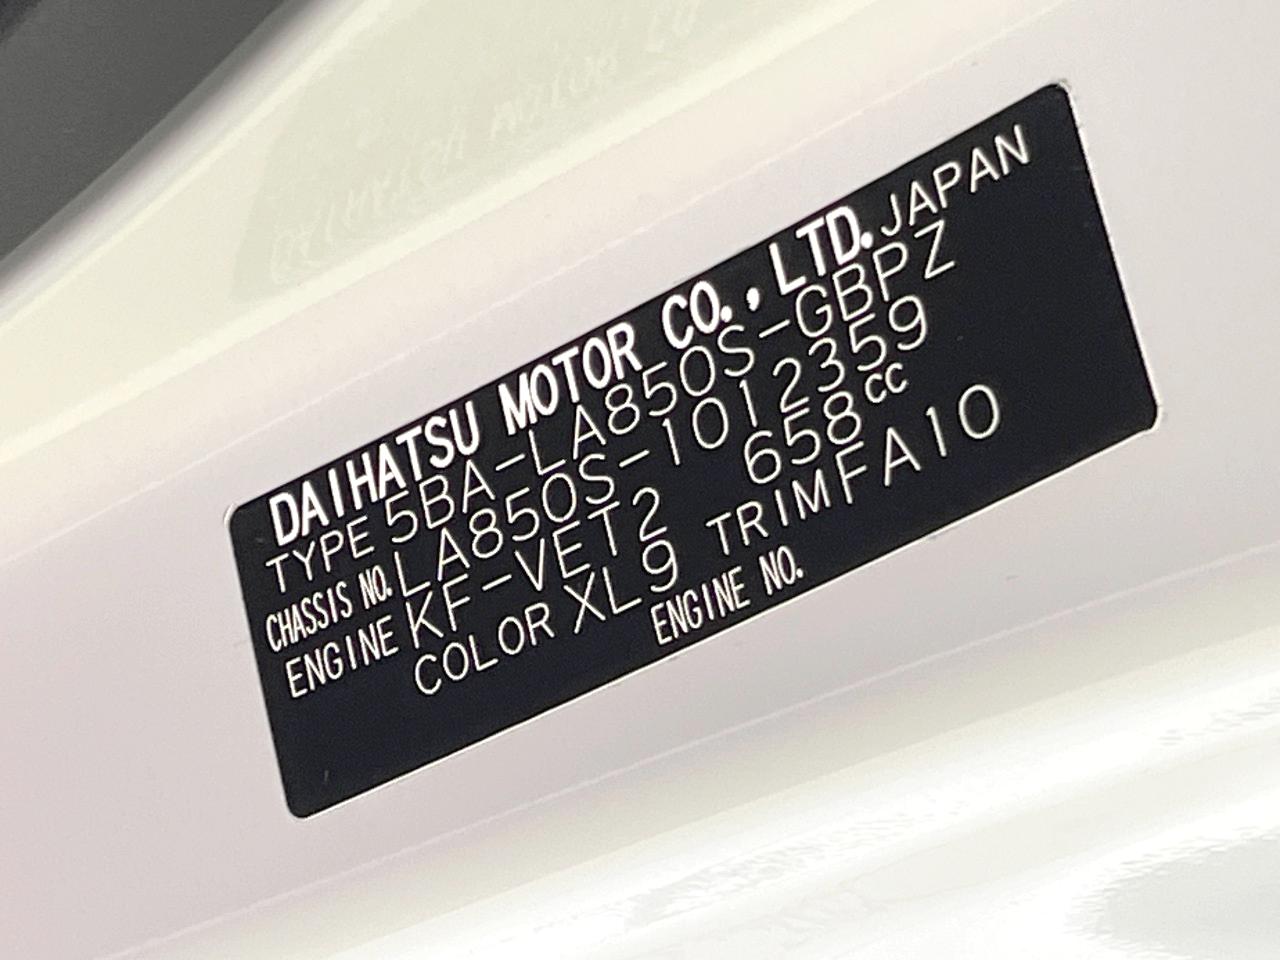 DAIHATSU MOTOR CO., LTD. JAPAN
TYPE 5BA-LA850S-GBPZ
CHASSIS NO. LA850S-1012359
ENGINE KF-VET2 658cc
COLOR XL9 TRIM FA10
ENGINE NO.